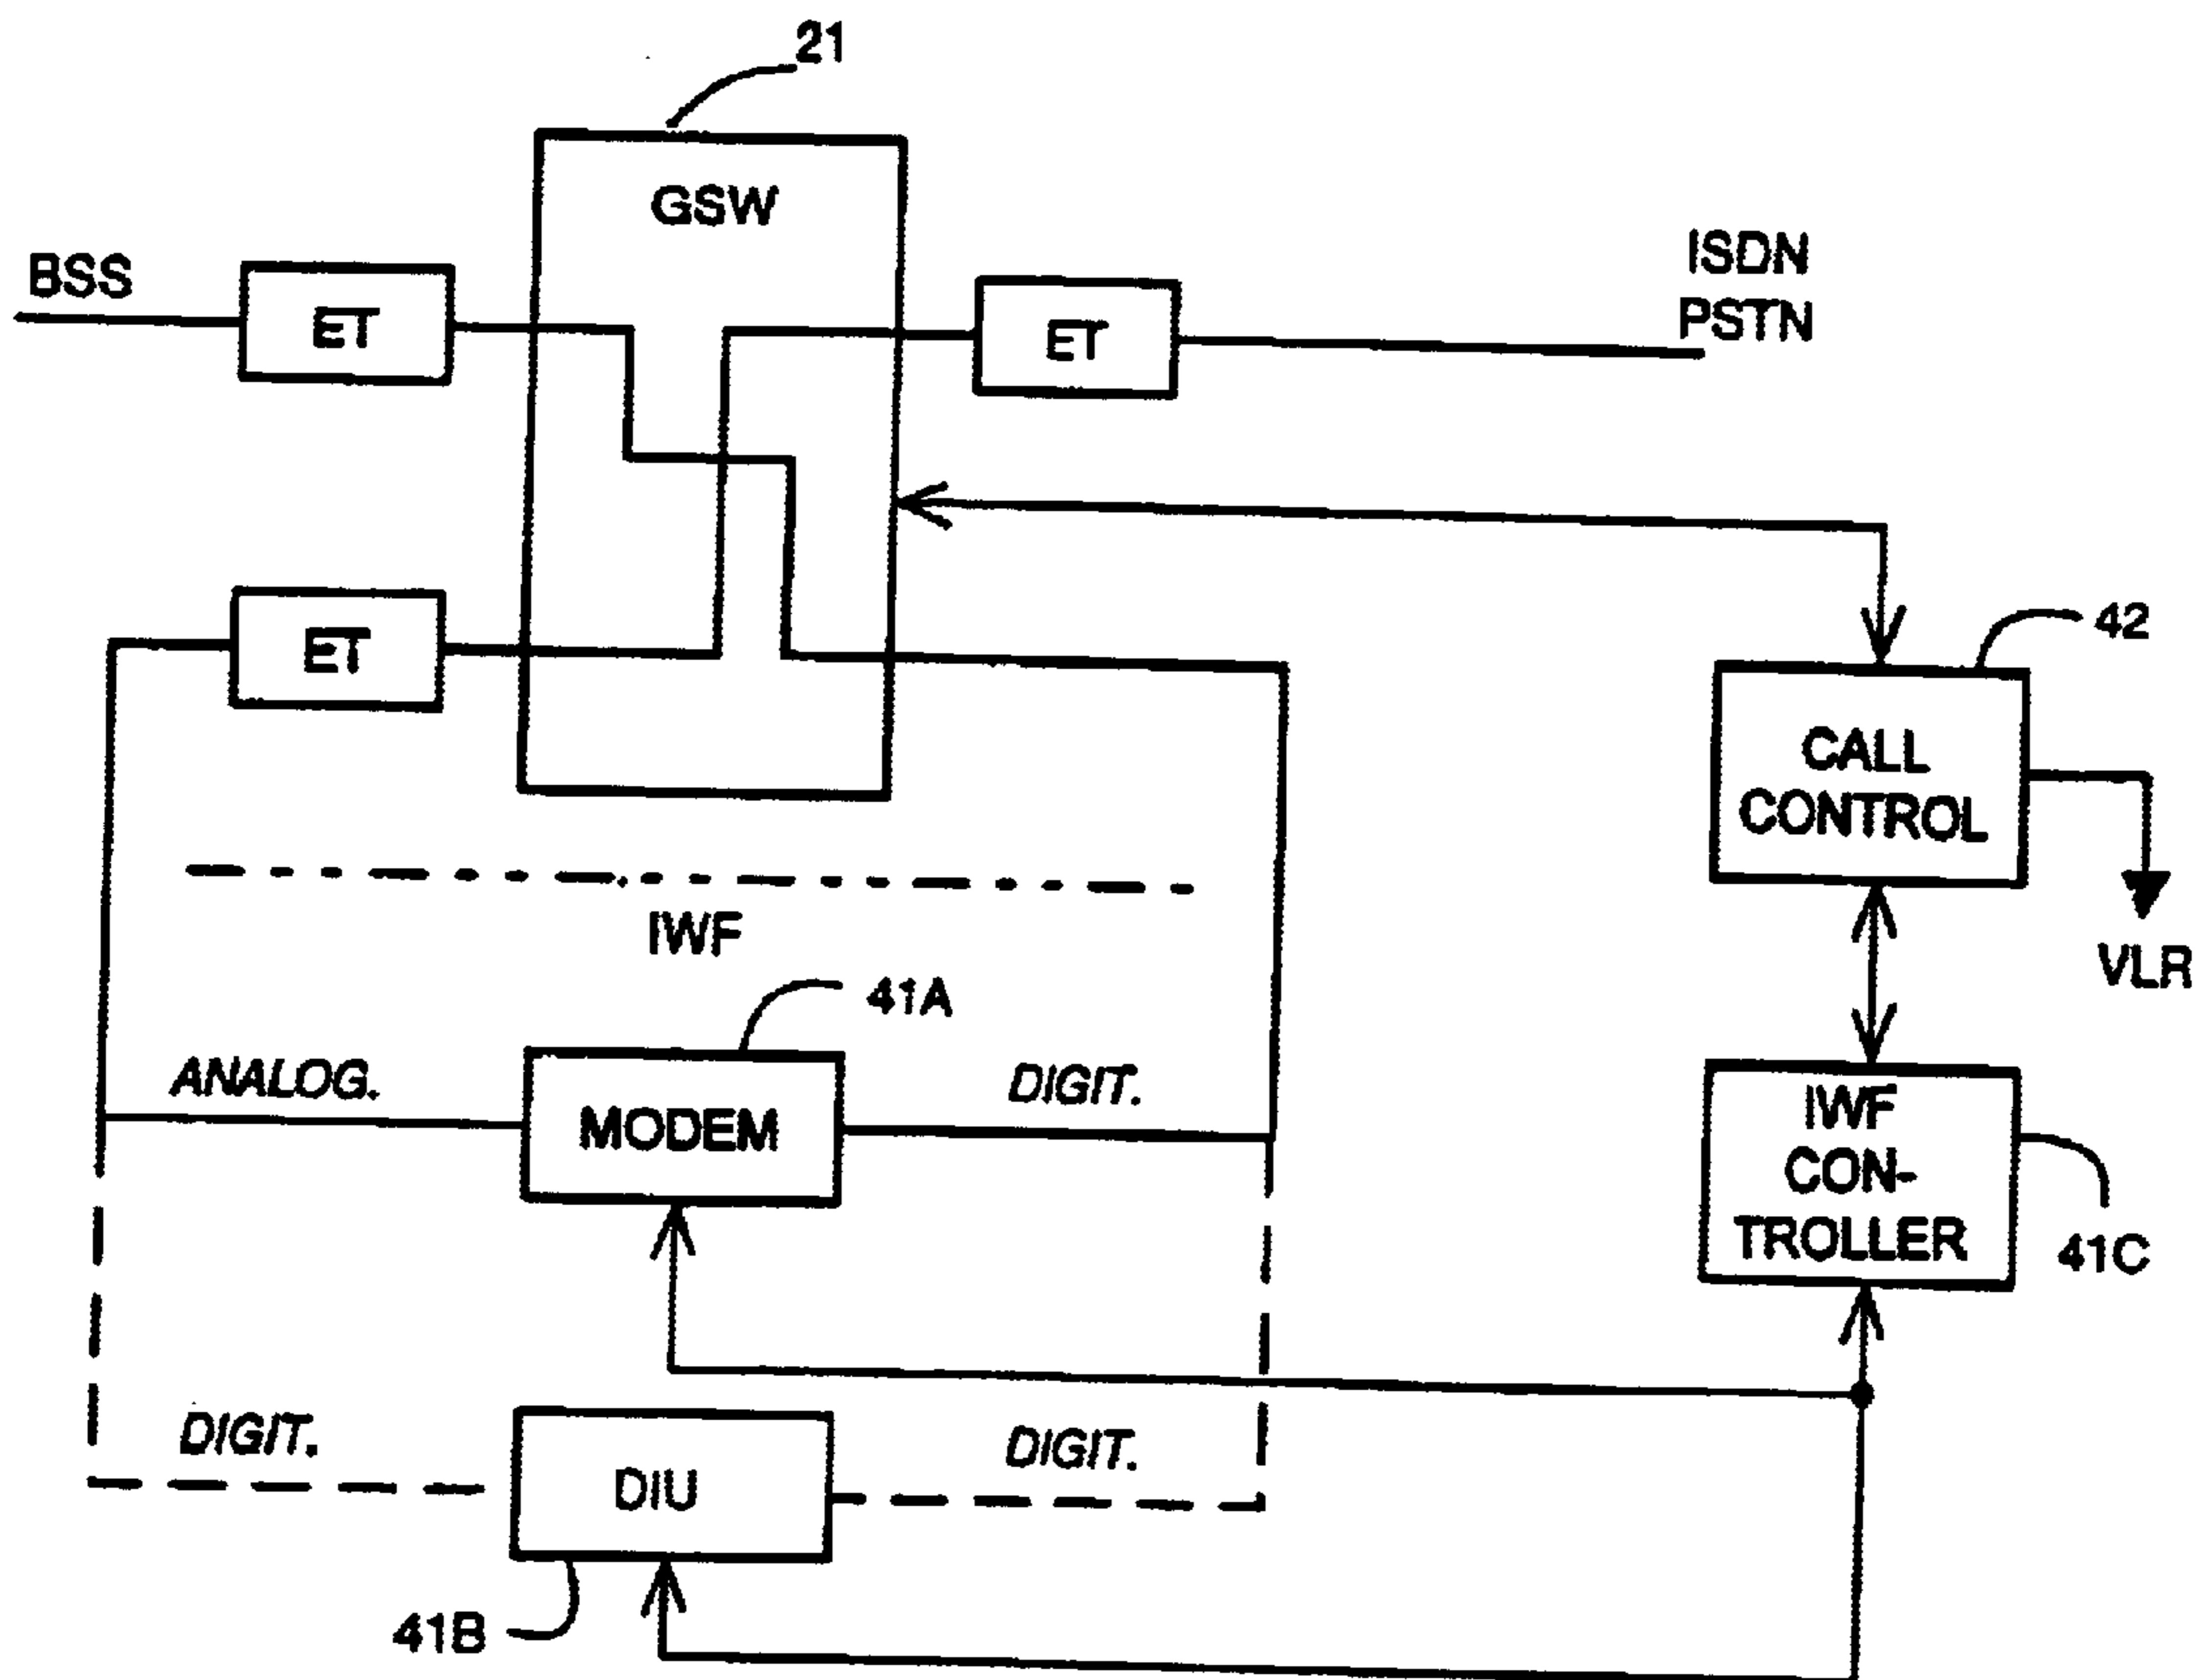 21
GSW
BSS
ET
ET
ISDN
PSTN
ET
42
CALL
CONTROL
VLR
IWF
41A
ANALOG.
MODEM
DIGIT.
IWF
CON-
TROLLER
41C
DIGIT.
DIU
DIGIT.
41B